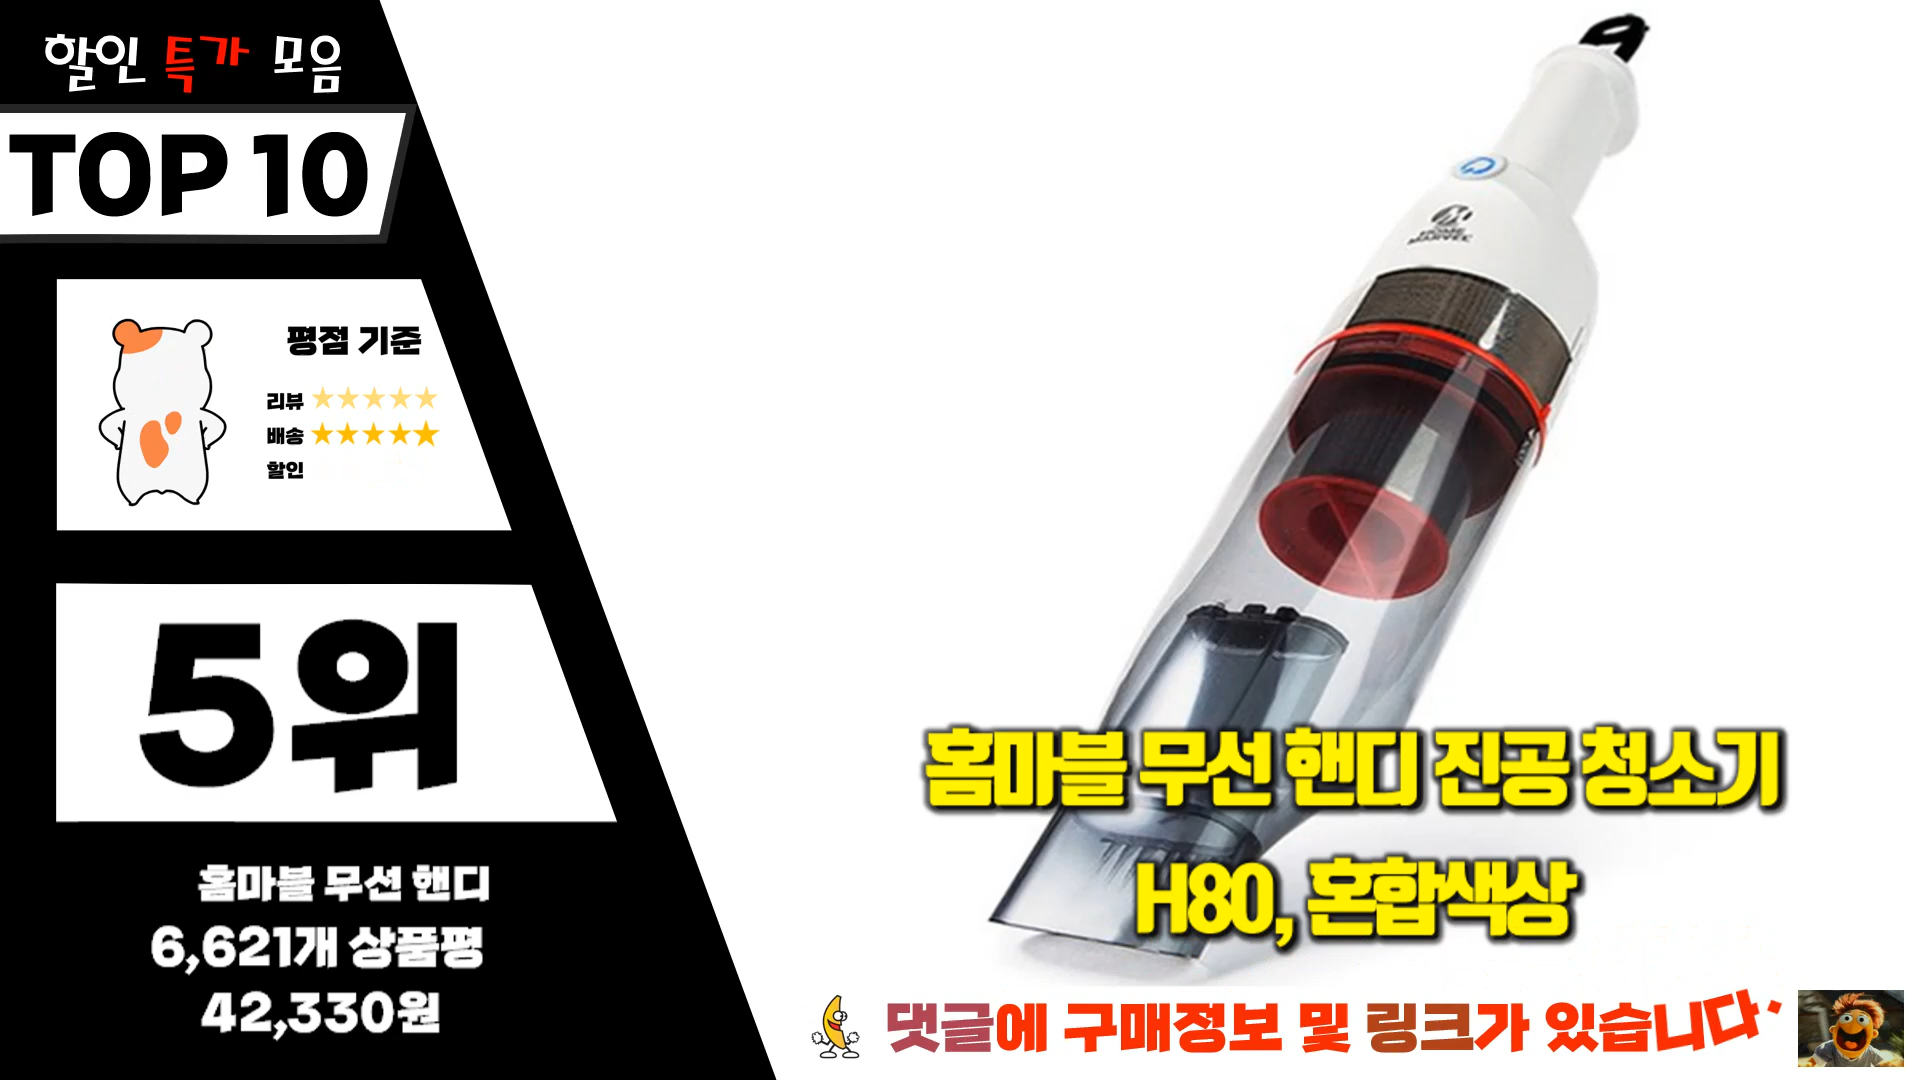 할인 특가 모음
TOP 10
평점 기준
리뷰 ★★★★★
배송 ★★★★★
할인
5위
홈마블 무선 핸디
6,621개 상품평
42,330원
HOME
MARVEL
홈마블 무선 핸디 진공 청소기
H80, 혼합색상
댓글에 구매정보 및 링크가 있습니다.